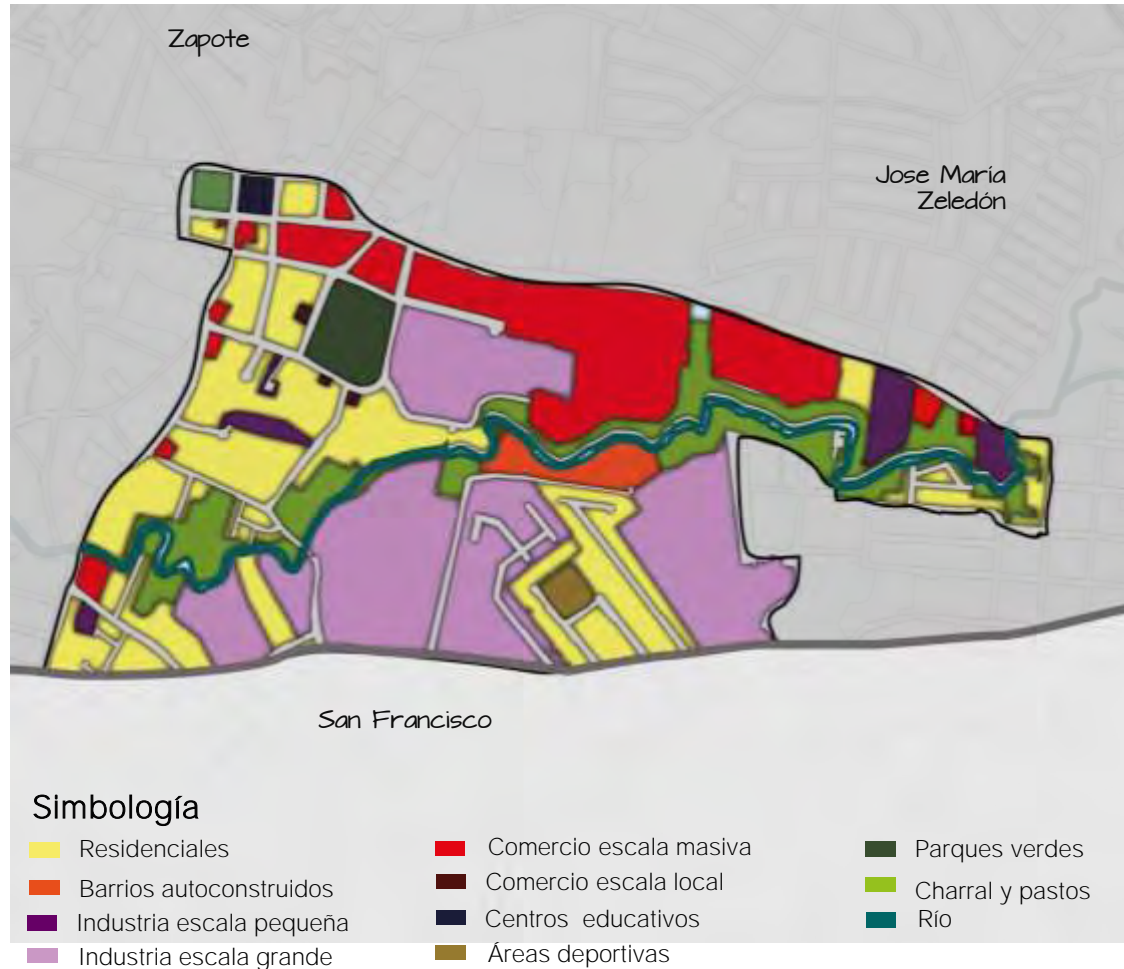 Zapote
Jose María
Zeledón
San Francisco
Simbología
Residenciales
Barrios autoconstruidos
Industria escala pequeña
Industria escala grande
Comercio escala masiva
Comercio escala local
Centros educativos
Áreas deportivas
Parques verdes
Charral y pastos
Río